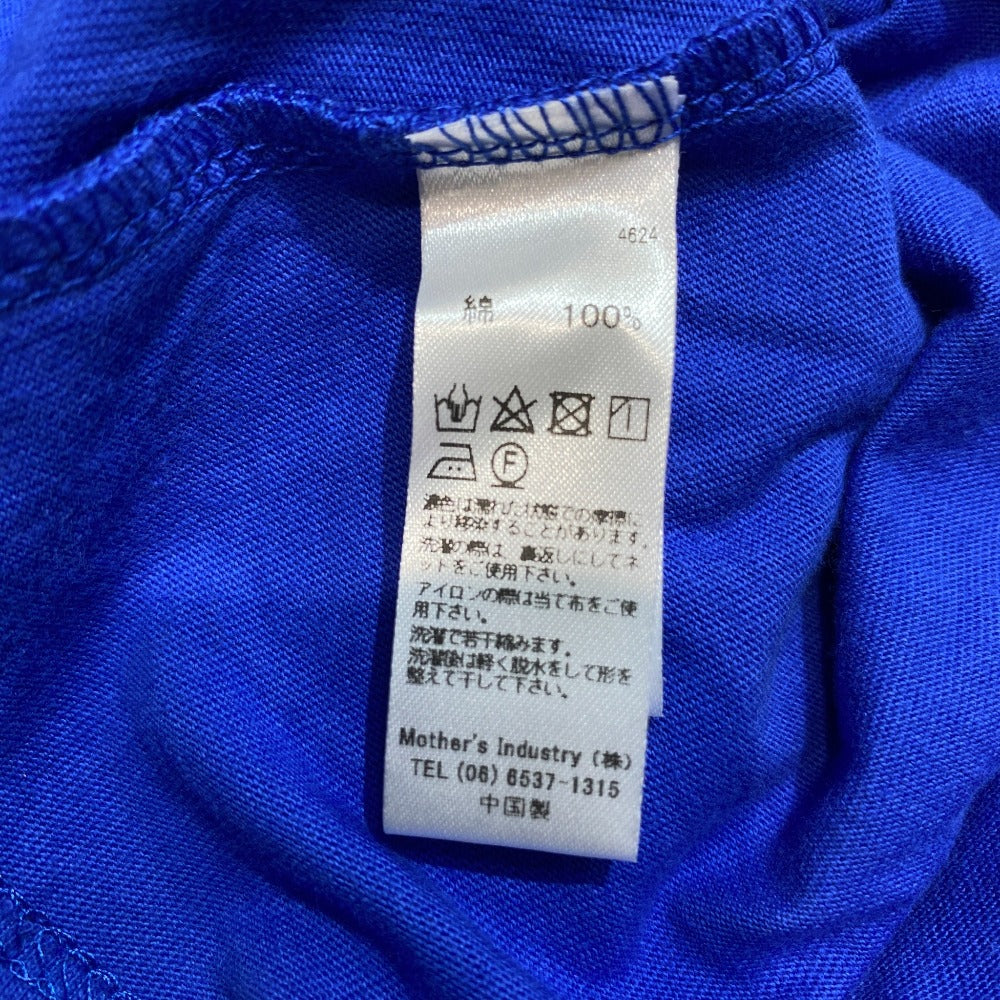 4624
綿 100%
F
濃色は濡れた状態での摩擦に
より移染することがあります。
洗濯の際は、裏返しにしてネ
ットをご使用下さい。
アイロンの際は当て布をご使
用下さい。
洗濯で若干縮みます。
洗濯後は軽く脱水をして形を
整えて干して下さい。
Mother's Industry (株)
TEL (06) 6537-1315
中国製